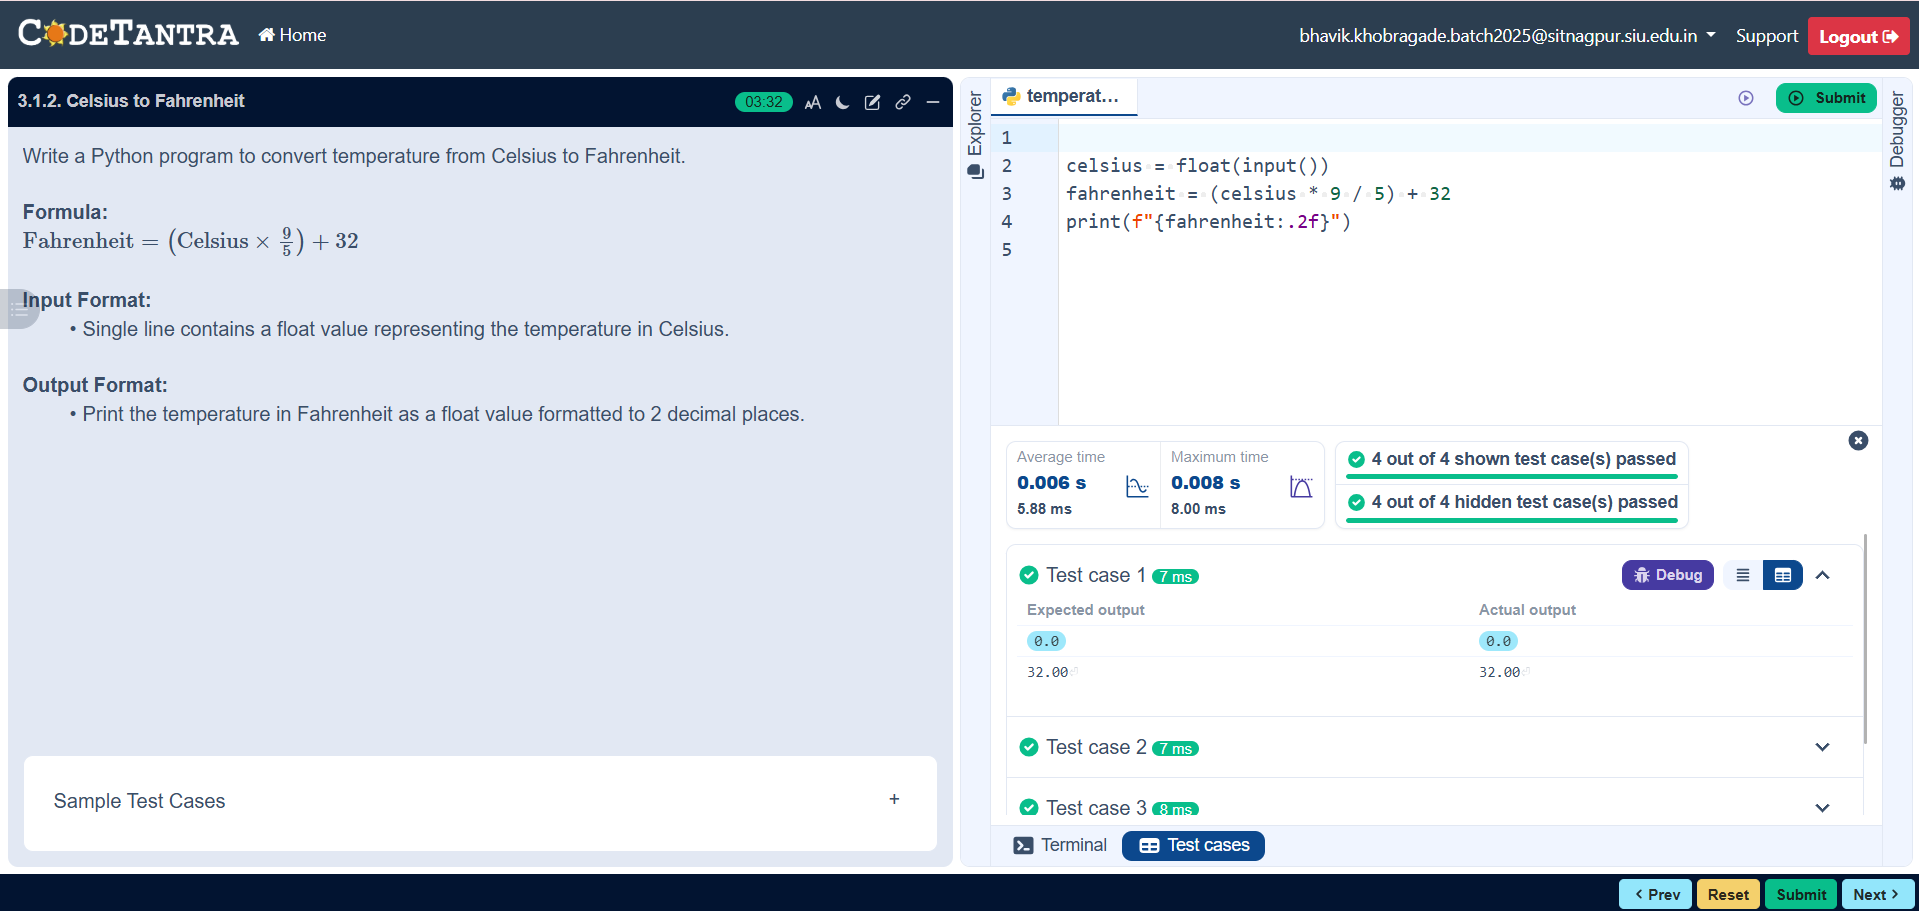 CODETANTRA
Home
bhavik.khobragade.batch2025@sitnagpur.siu.edu.in
Support
Logout
3.1.2. Celsius to Fahrenheit
03:32
Write a Python program to convert temperature from Celsius to Fahrenheit.
Formula:
Fahrenheit = (Celsius × 9/5) + 32
Input Format:
• Single line contains a float value representing the temperature in Celsius.
Output Format:
• Print the temperature in Fahrenheit as a float value formatted to 2 decimal places.
Sample Test Cases
+
Explorer
temperat...
Submit
Debugger
1
2 celsius = float(input())
3 fahrenheit = (celsius * 9 / 5) + 32
4 print(f"{fahrenheit:.2f}")
5
Average time
0.006 s
5.88 ms
Maximum time
0.008 s
8.00 ms
4 out of 4 shown test case(s) passed
4 out of 4 hidden test case(s) passed
Test case 1 7 ms
Debug
Expected output Actual output
0.0 0.0
32.00 32.00
Test case 2 7 ms
Test case 3 8 ms
Terminal
Test cases
< Prev
Reset
Submit
Next >